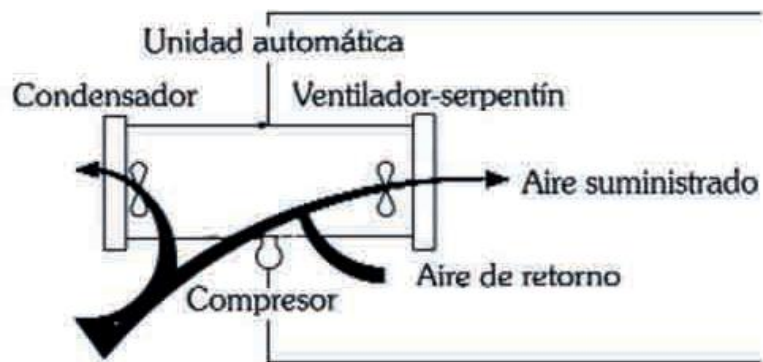 Unidad automática
Condensador
Ventilador-serpentín
Aire suministrado
Aire de retorno
Compresor